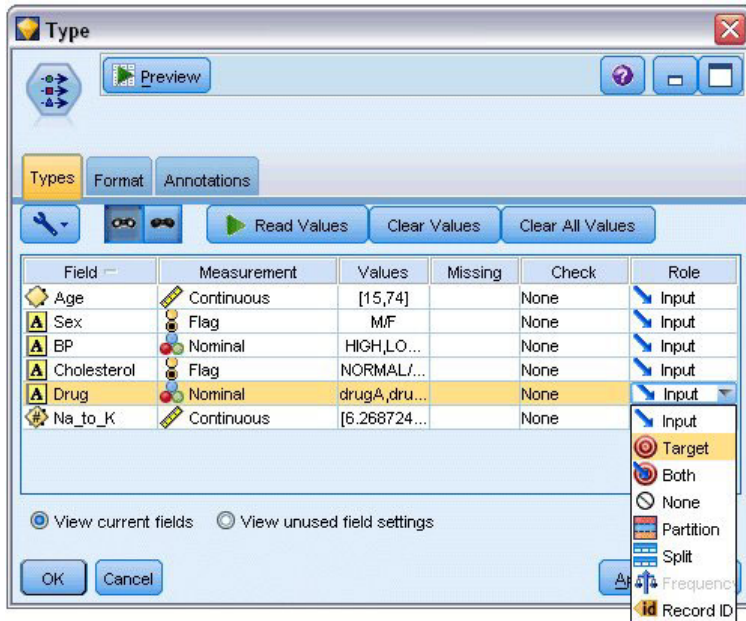 Type
Preview
Types Format Annotations
Read Values Clear Values Clear All Values
Field Measurement Values Missing Check Role
Age Continuous [15,74] None Input
A Sex Flag M/F None Input
A BP Nominal HIGH,LO... None Input
A Cholesterol Flag NORMAL/... None Input
A Drug Nominal drugA,dru... None Input
# Na_to_K Continuous [6.268724... None
Input
Target
Both
None
Partition
Split
Frequency
id Record ID
View current fields View unused field settings
OK Cancel